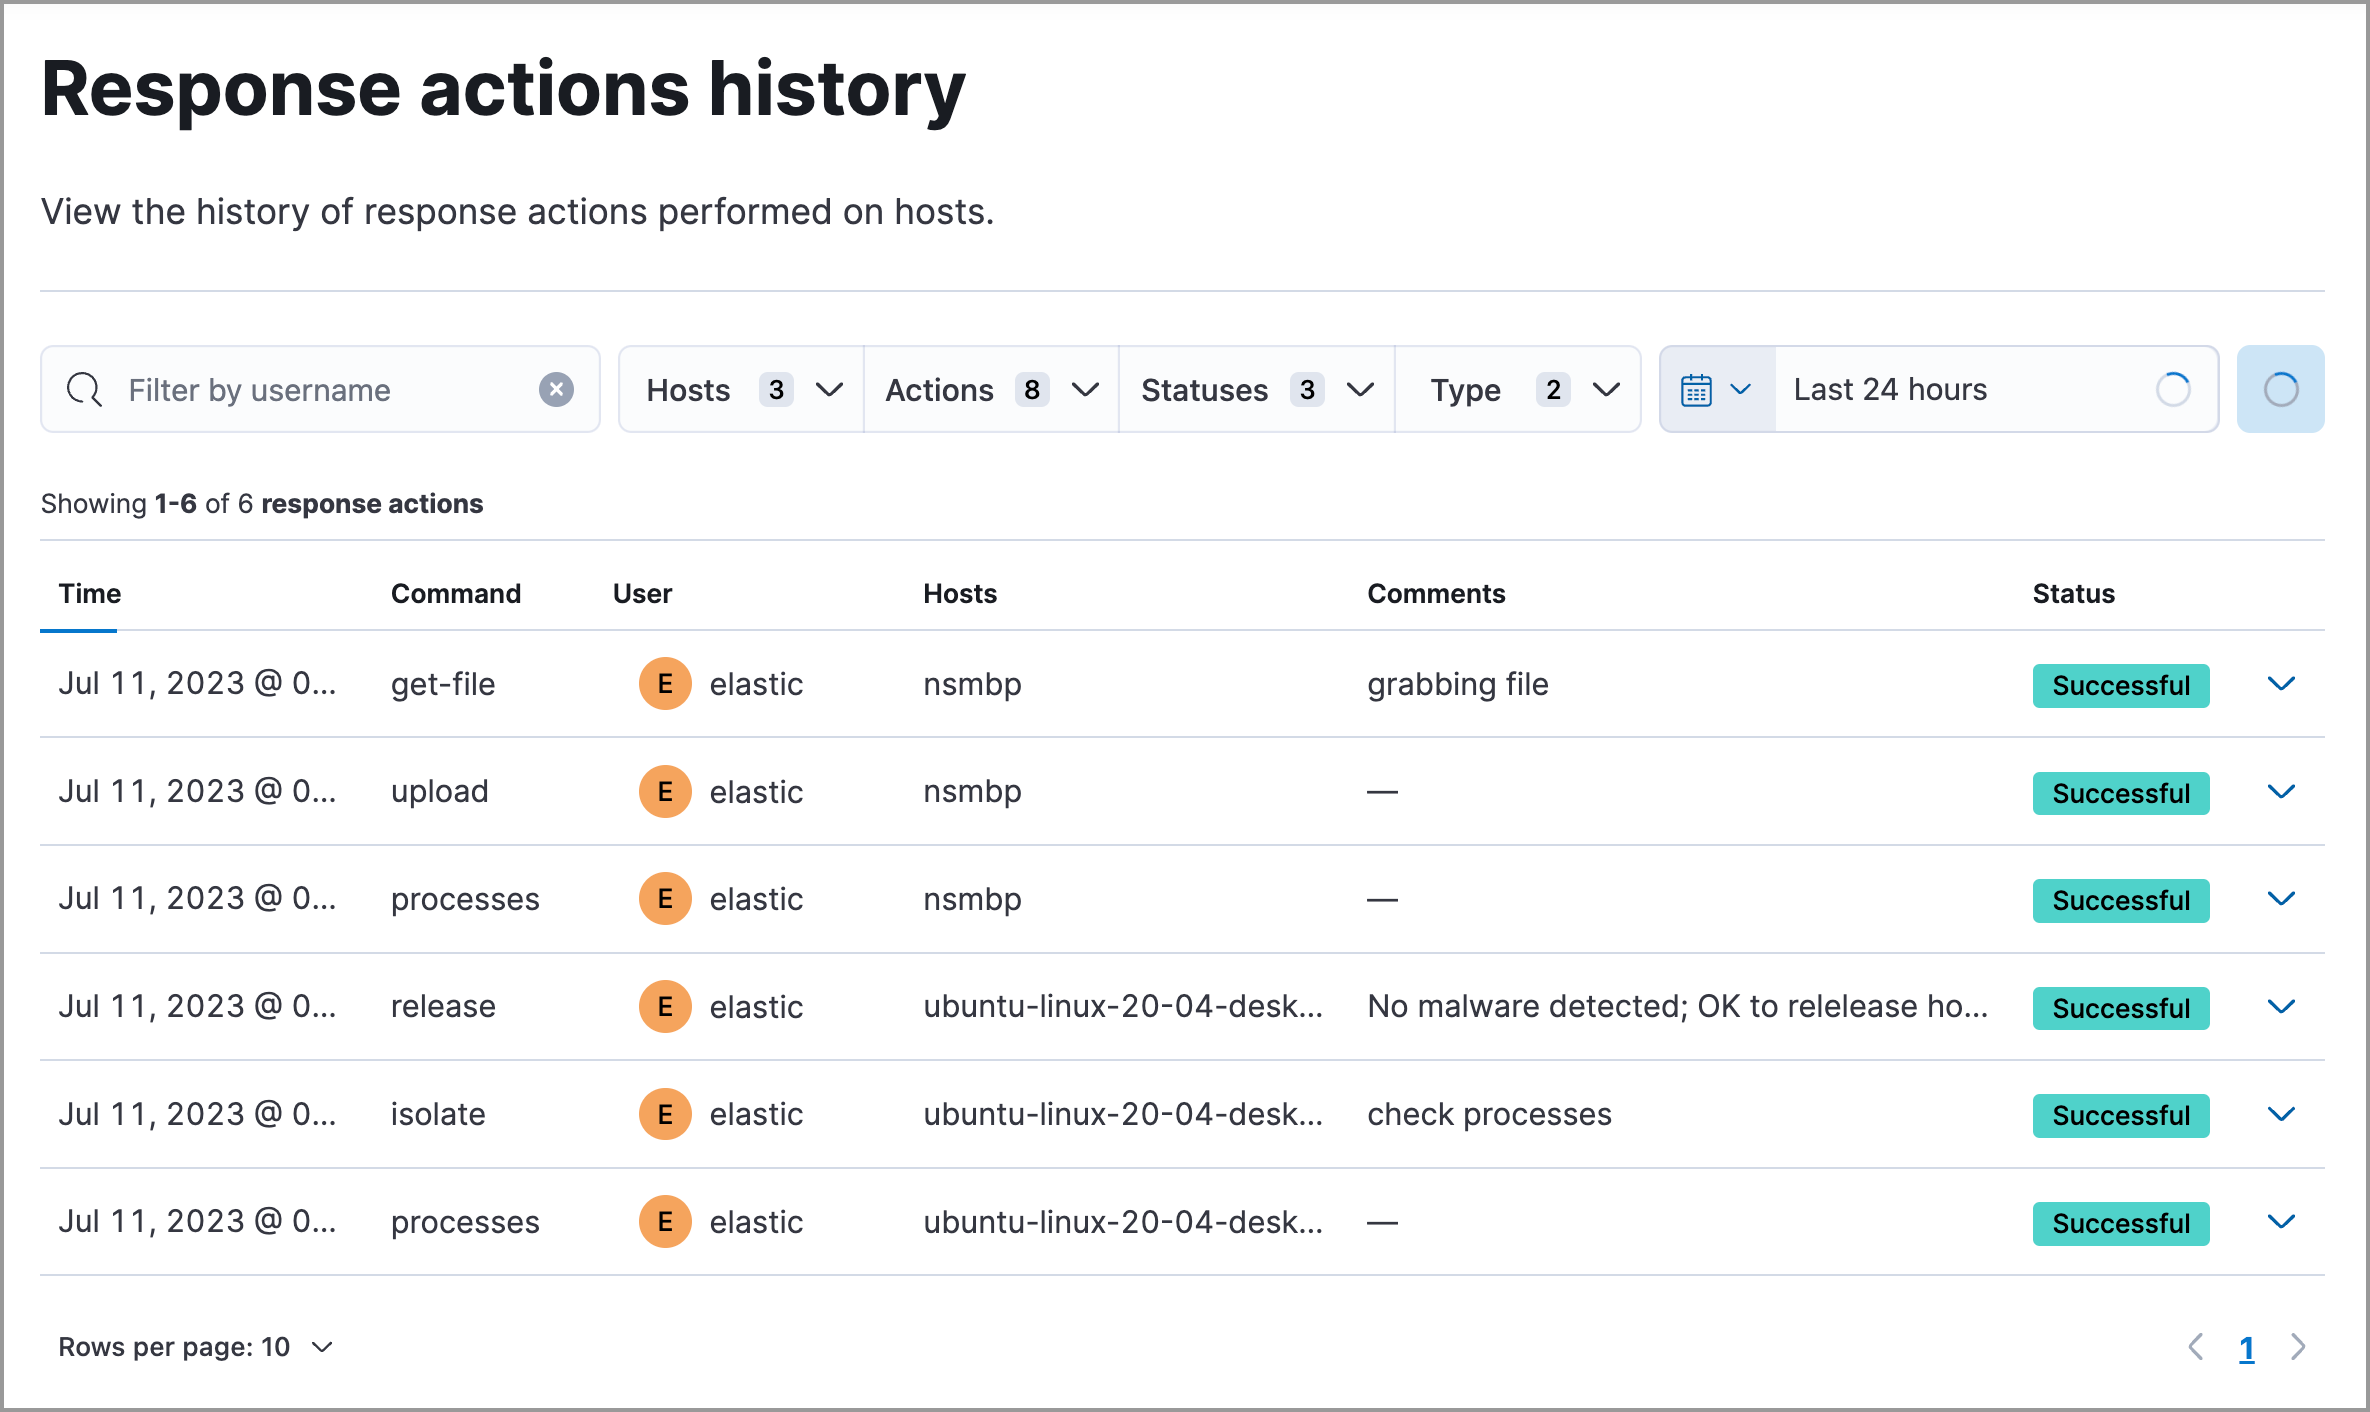 Response actions history
View the history of response actions performed on hosts.
Filter by username Hosts 3 Actions 8 Statuses 3 Type 2 Last 24 hours
Showing 1-6 of 6 response actions
Time Command User Hosts Comments Status
Jul 11, 2023 @ 0... get-file E elastic nsmbp grabbing file Successful
Jul 11, 2023 @ 0... upload E elastic nsmbp — Successful
Jul 11, 2023 @ 0... processes E elastic nsmbp — Successful
Jul 11, 2023 @ 0... release E elastic ubuntu-linux-20-04-desk... No malware detected; OK to relelease ho... Successful
Jul 11, 2023 @ 0... isolate E elastic ubuntu-linux-20-04-desk... check processes Successful
Jul 11, 2023 @ 0... processes E elastic ubuntu-linux-20-04-desk... — Successful
Rows per page: 10 1